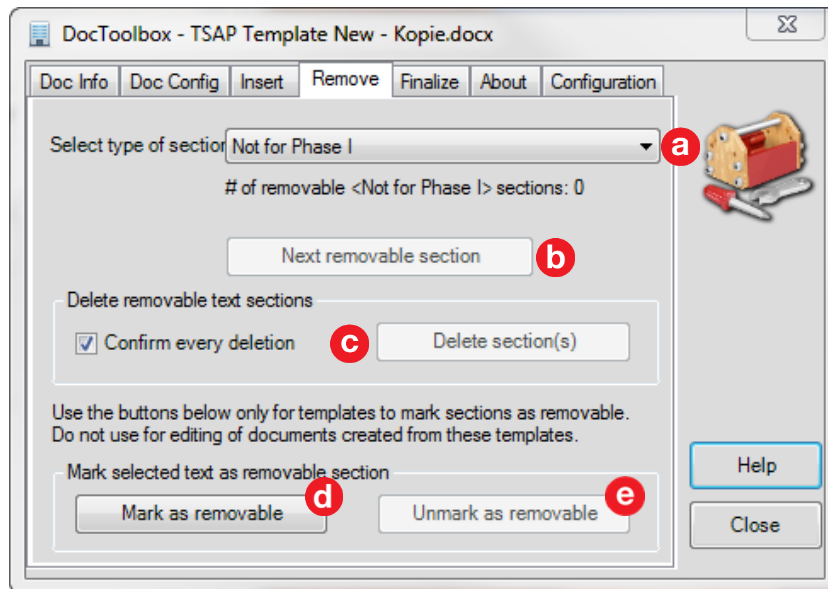 DocToolbox - TSAP Template New - Kopie.docx
Doc Info Doc Config Insert Remove Finalize About Configuration
Select type of section Not for Phase I a
# of removable <Not for Phase I> sections: 0
Next removable section b
Delete removable text sections
Confirm every deletion c Delete section(s)
Use the buttons below only for templates to mark sections as removable.
Do not use for editing of documents created from these templates.
Mark selected text as removable section
Mark as removable d Unmark as removable e
Help
Close